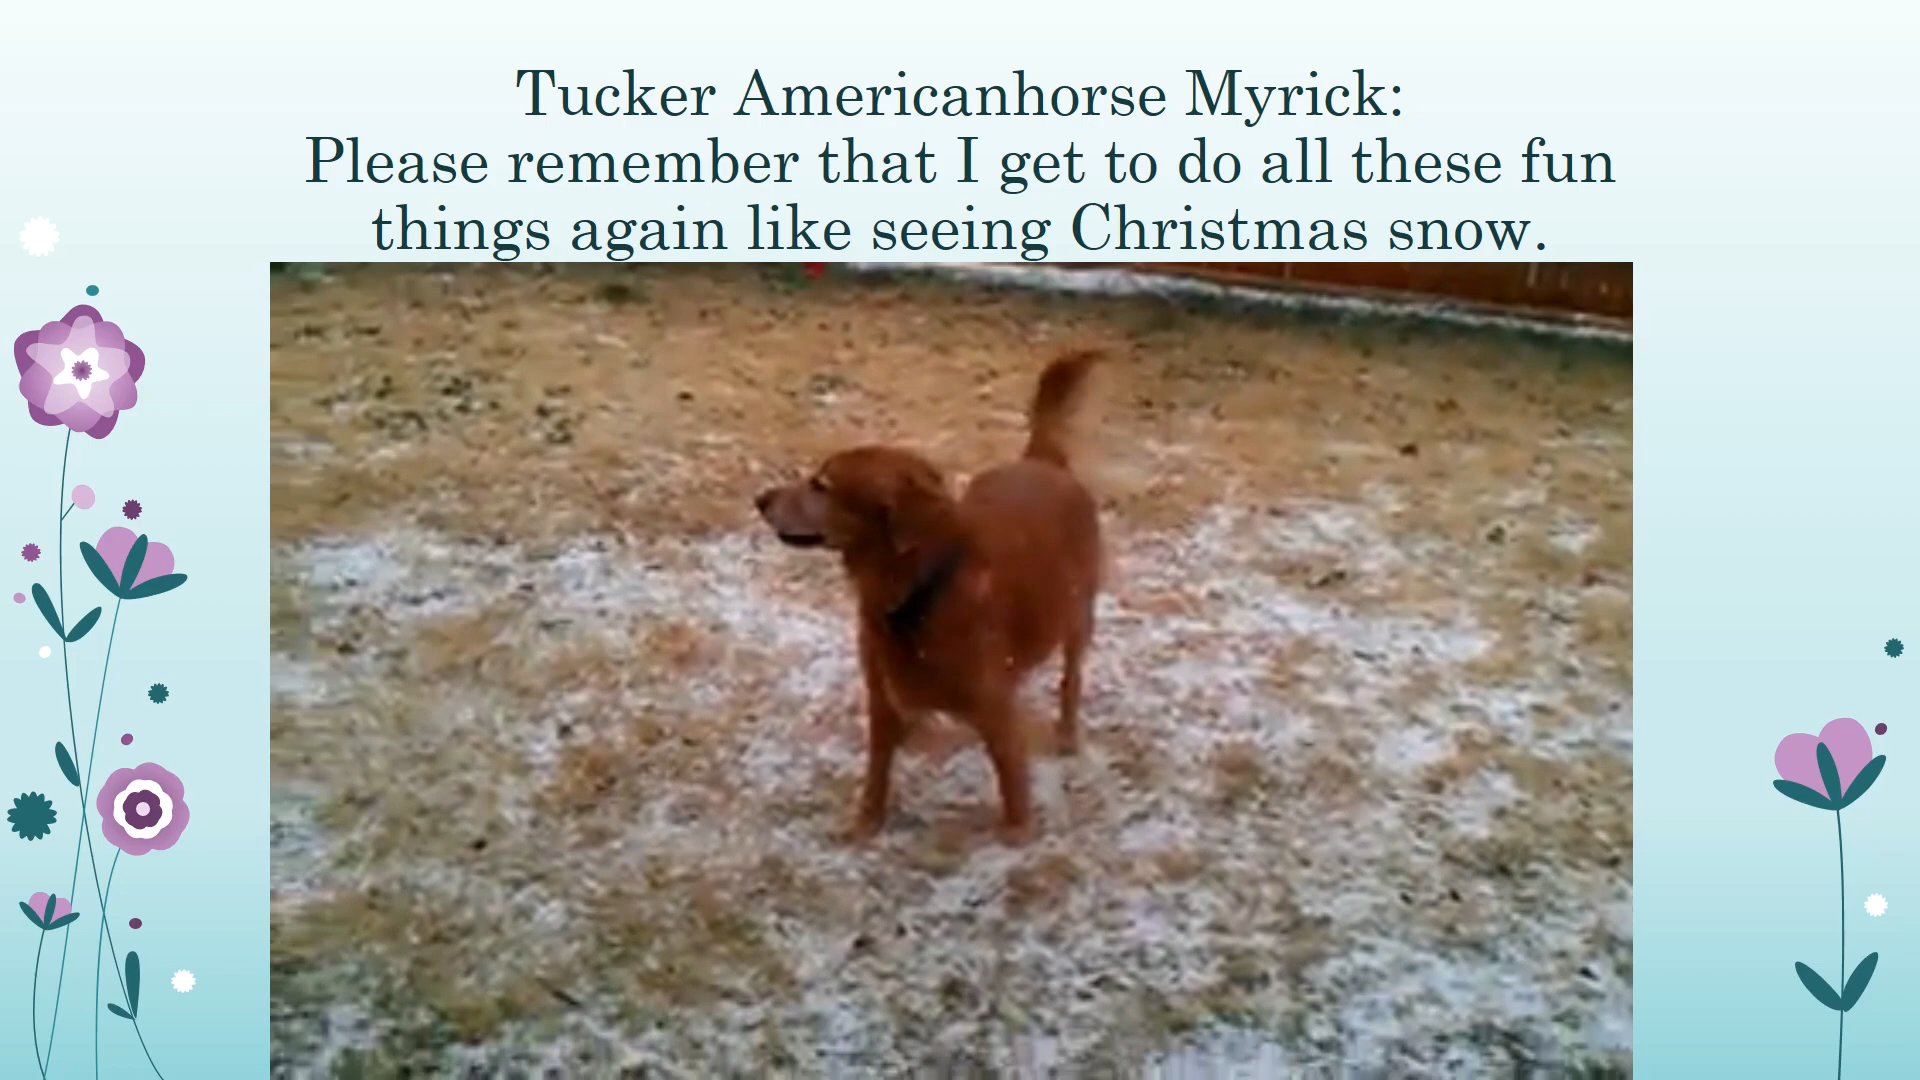 Tucker Americanhorse Myrick:
Please remember that I get to do all these fun
things again like seeing Christmas snow.